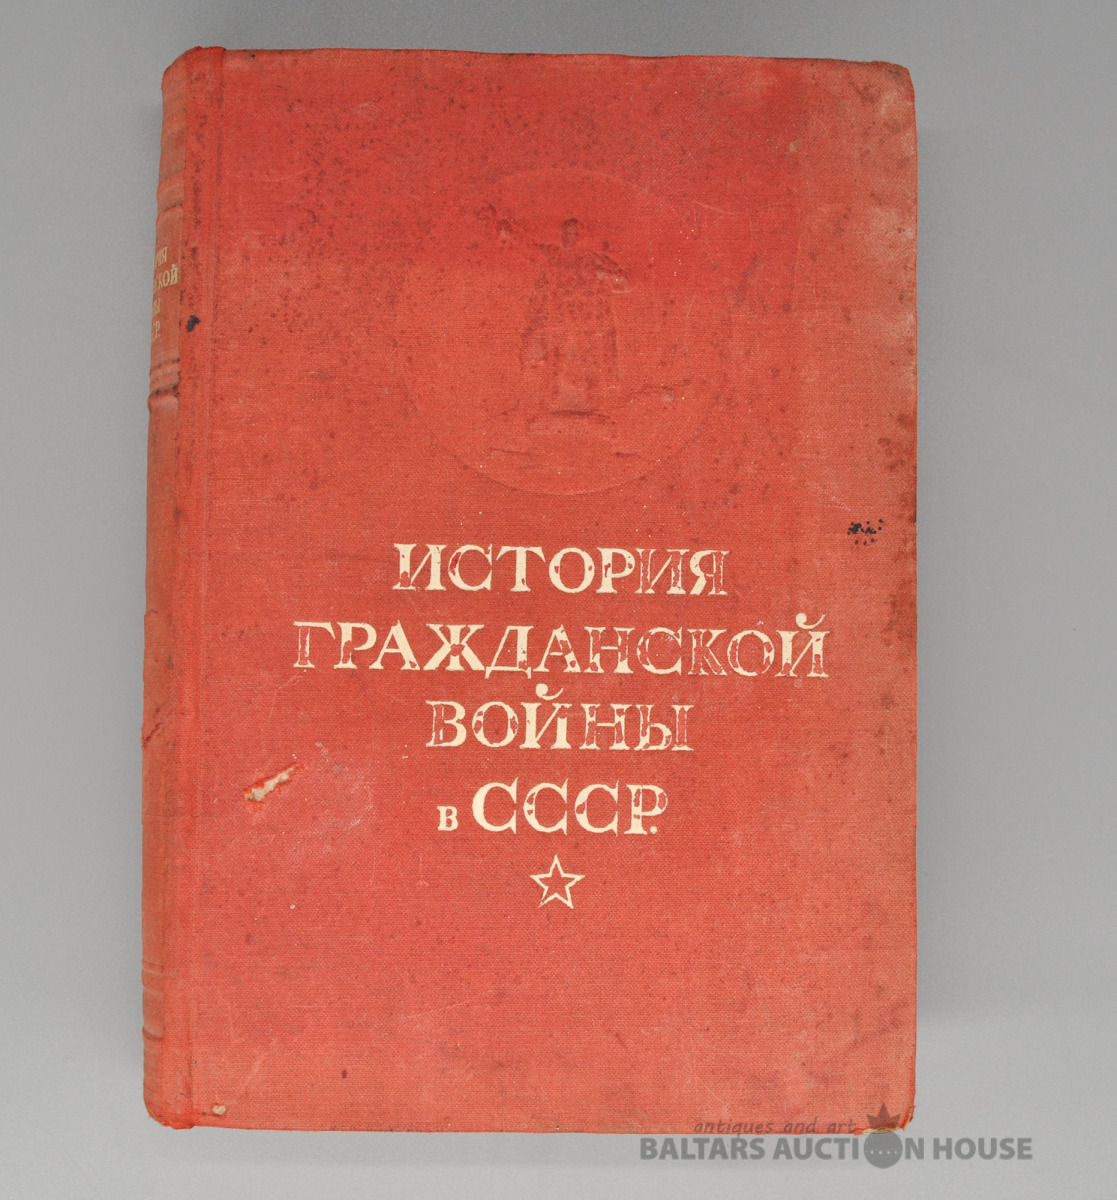 ИСТОРИЯ
ГРАЖДАНСКОЙ
ВОЙНЫ
в СССР.
antiques and art
BALTARS AUCTION HOUSE